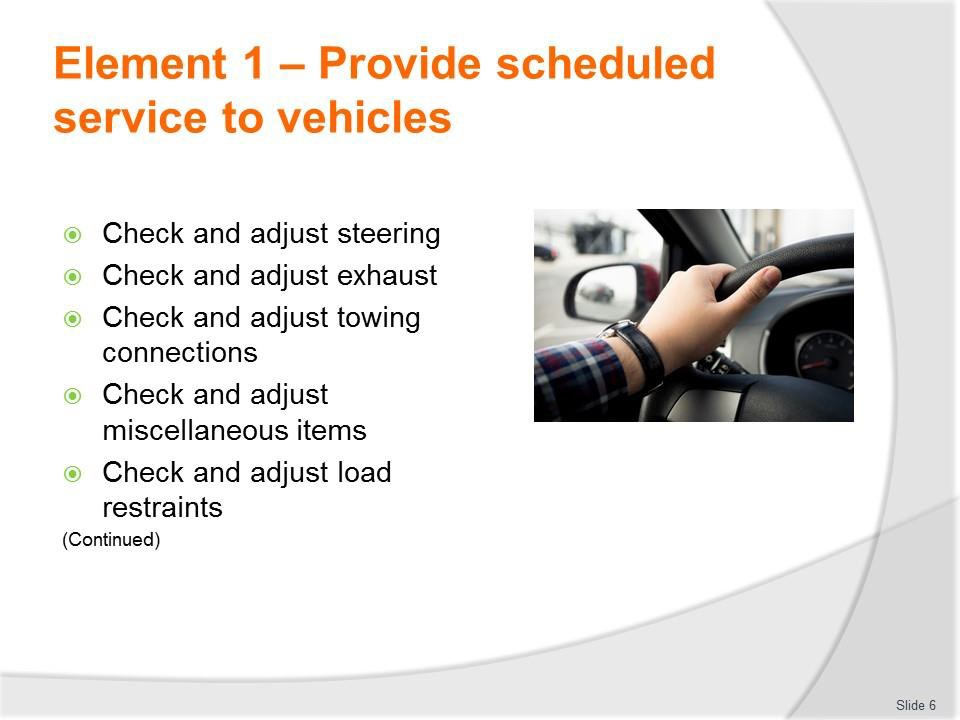 Element 1 – Provide scheduled
service to vehicles
Check and adjust steering
Check and adjust exhaust
Check and adjust towing
connections
Check and adjust
miscellaneous items
Check and adjust load
restraints
(Continued)
Slide 6